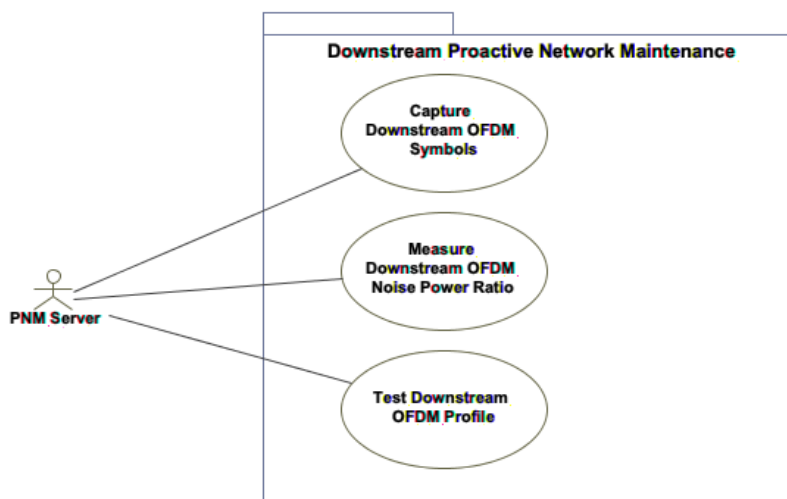 Downstream Proactive Network Maintenance
Capture
Downstream OFDM
Symbols
Measure
Downstream OFDM
Noise Power Ratio
PNM Server
Test Downstream
OFDM Profile